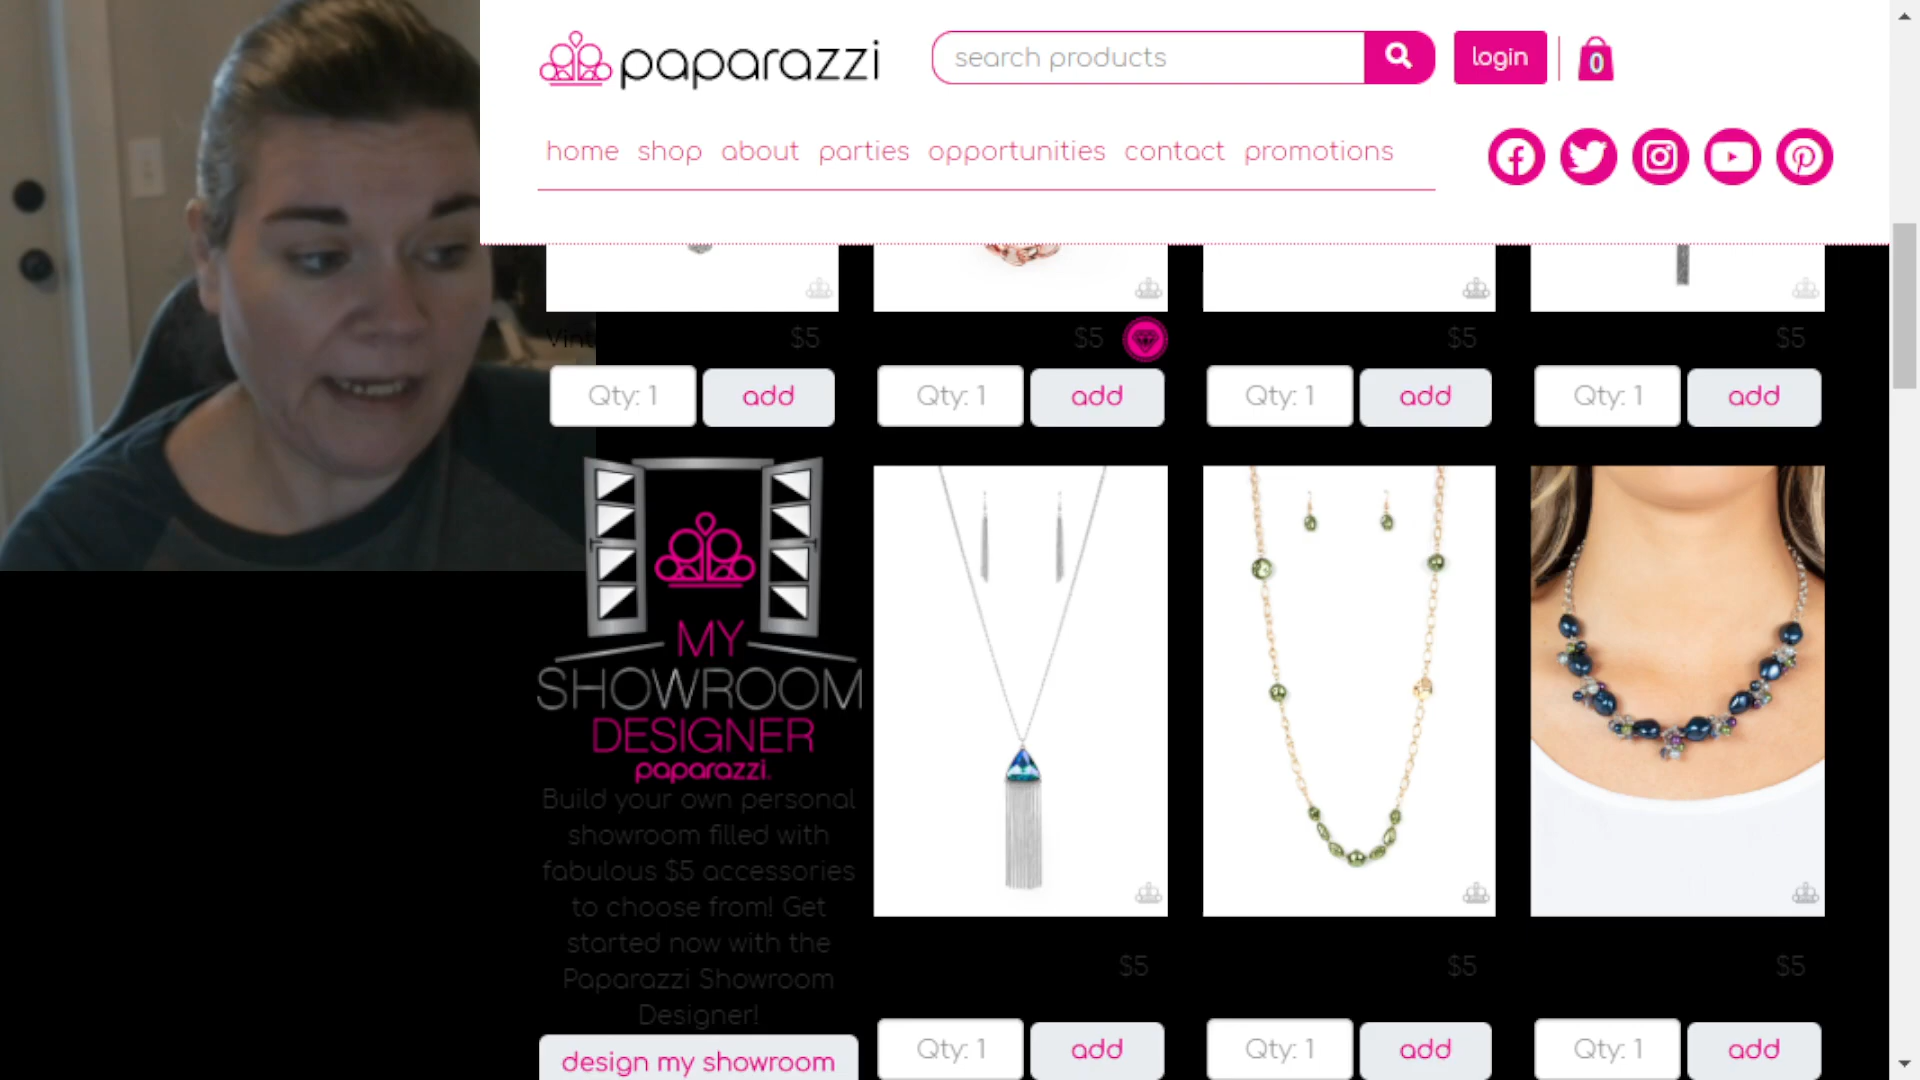 paparazzi
search products
login
0
home shop about parties opportunities contact promotions
Vint $5 $5 $5 $5
Qty: 1 add Qty: 1 add Qty: 1 add Qty: 1 add
MY
SHOWROOM
DESIGNER
paparazzi
Build your own personal
showroom filled with
fabulous $5 accessories
to choose from! Get
started now with the
Paparazzi Showroom
Designer!
design my showroom
$5 $5 $5
Qty: 1 add Qty: 1 add Qty: 1 add